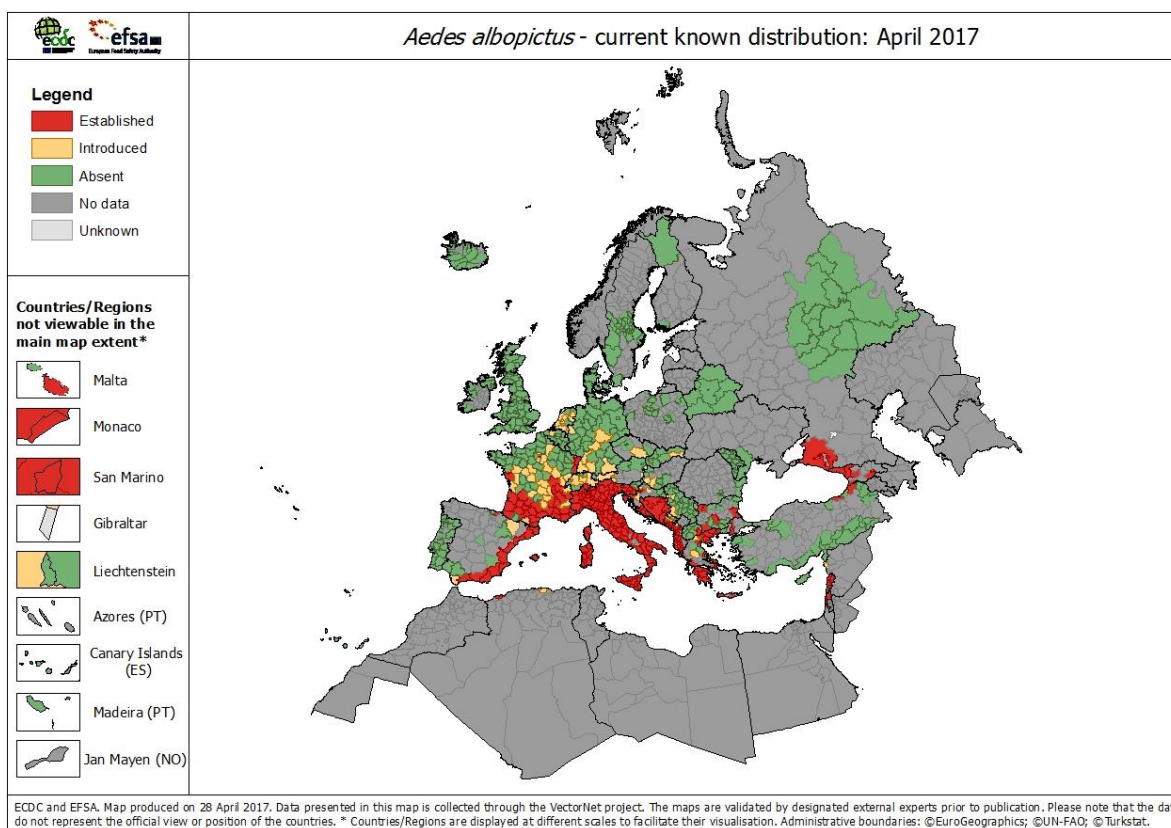 ecdc
efsa
European Food Safety Authority
Aedes albopictus - current known distribution: April 2017
Legend
Established
Introduced
Absent
No data
Unknown
Countries/Regions
not viewable in the
main map extent*
Malta
Monaco
San Marino
Gibraltar
Liechtenstein
Azores (PT)
Canary Islands
(ES)
Madeira (PT)
Jan Mayen (NO)
ECDC and EFSA. Map produced on 28 April 2017. Data presented in this map is collected through the VectorNet project. The maps are validated by designated external experts prior to publication. Please note that the da
do not represent the official view or position of the countries. * Countries/Regions are displayed at different scales to facilitate their visualisation. Administrative boundaries: ©EuroGeographics; ©UN-FAO; ©Turkstat.